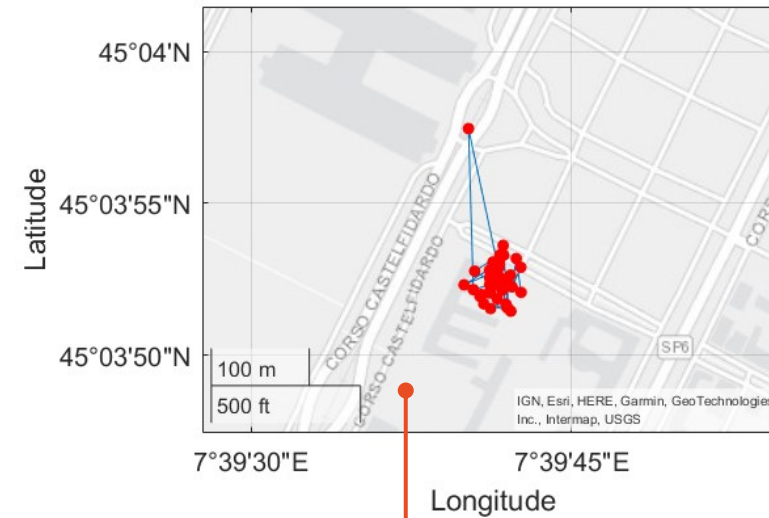 45°04'N
45°03'55"N
45°03'50"N
Latitude
CORSO CASTELFIDARDO
CORSO CASTELFIDARDO
SP6
100 m
500 ft
IGN, Esri, HERE, Garmin, GeoTechnologies
Inc., Intermap, USGS
7°39'30"E
7°39'45"E
Longitude